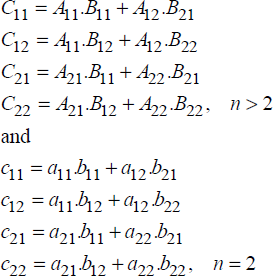 C₁₁ = A₁₁.B₁₁ + A₁₂.B₂₁
C₁₂ = A₁₁.B₁₂ + A₁₂.B₂₂
C₂₁ = A₂₁.B₁₁ + A₂₂.B₂₁
C₂₂ = A₂₁.B₁₂ + A₂₂.B₂₂, n > 2
and
c₁₁ = a₁₁.b₁₁ + a₁₂.b₂₁
c₁₂ = a₁₁.b₁₂ + a₁₂.b₂₂
c₂₁ = a₂₁.b₁₁ + a₂₂.b₂₁
c₂₂ = a₂₁.b₁₂ + a₂₂.b₂₂, n = 2